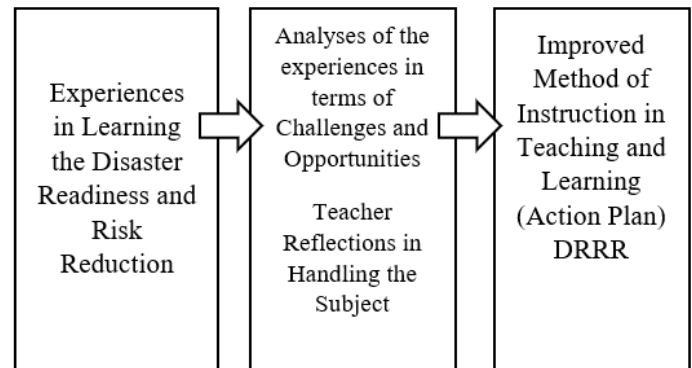 Experiences
in Learning
the Disaster
Readiness and
Risk
Reduction
Analyses of the
experiences in
terms of
Challenges and
Opportunities
Teacher
Reflections in
Handling the
Subject
Improved
Method of
Instruction in
Teaching and
Learning
(Action Plan)
DRRR